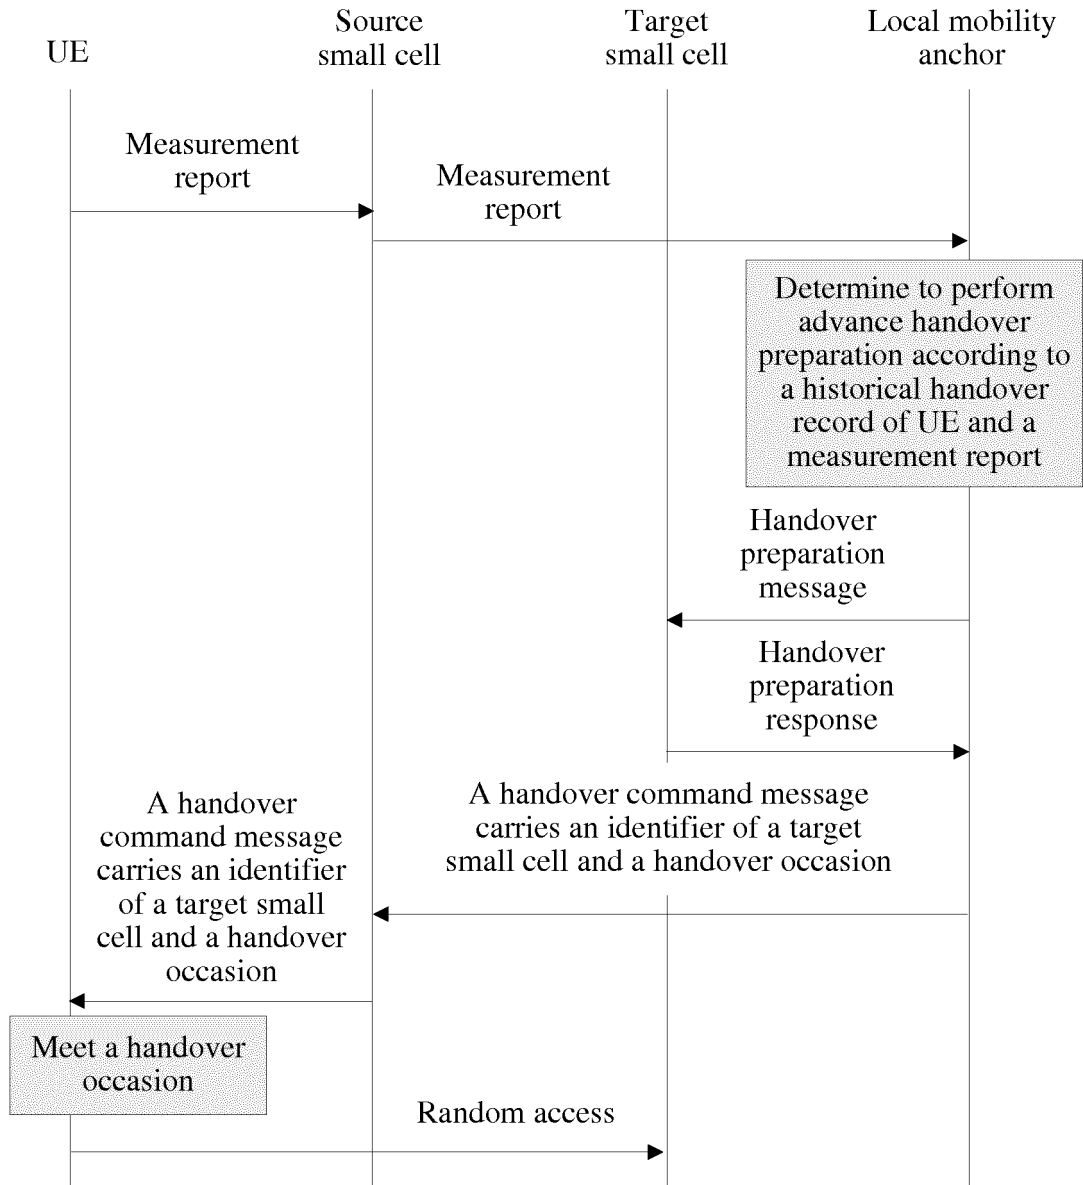 UE
Source
small cell
Target
small cell
Local mobility
anchor
Measurement
report
Measurement
report
Determine to perform
advance handover
preparation according to
a historical handover
record of UE and a
measurement report
Handover
preparation
message
Handover
preparation
response
A handover command message
carries an identifier of a target
small cell and a handover occasion
A handover
command message
carries an identifier
of a target small
cell and a handover
occasion
Meet a handover
occasion
Random access